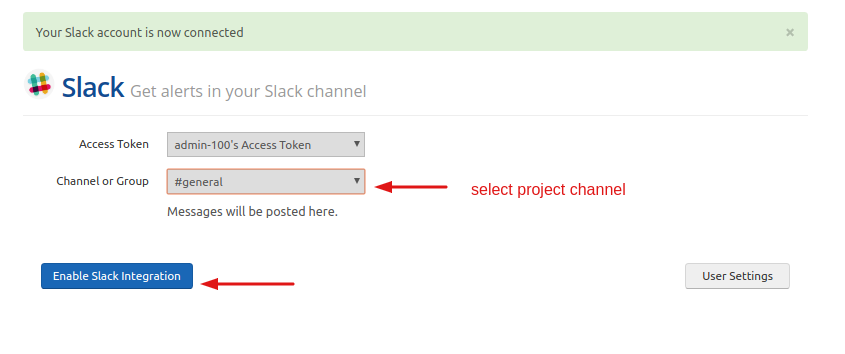 Your Slack account is now connected ×
Slack Get alerts in your Slack channel
Access Token admin-100's Access Token
Channel or Group #general
select project channel
Messages will be posted here.
Enable Slack Integration User Settings